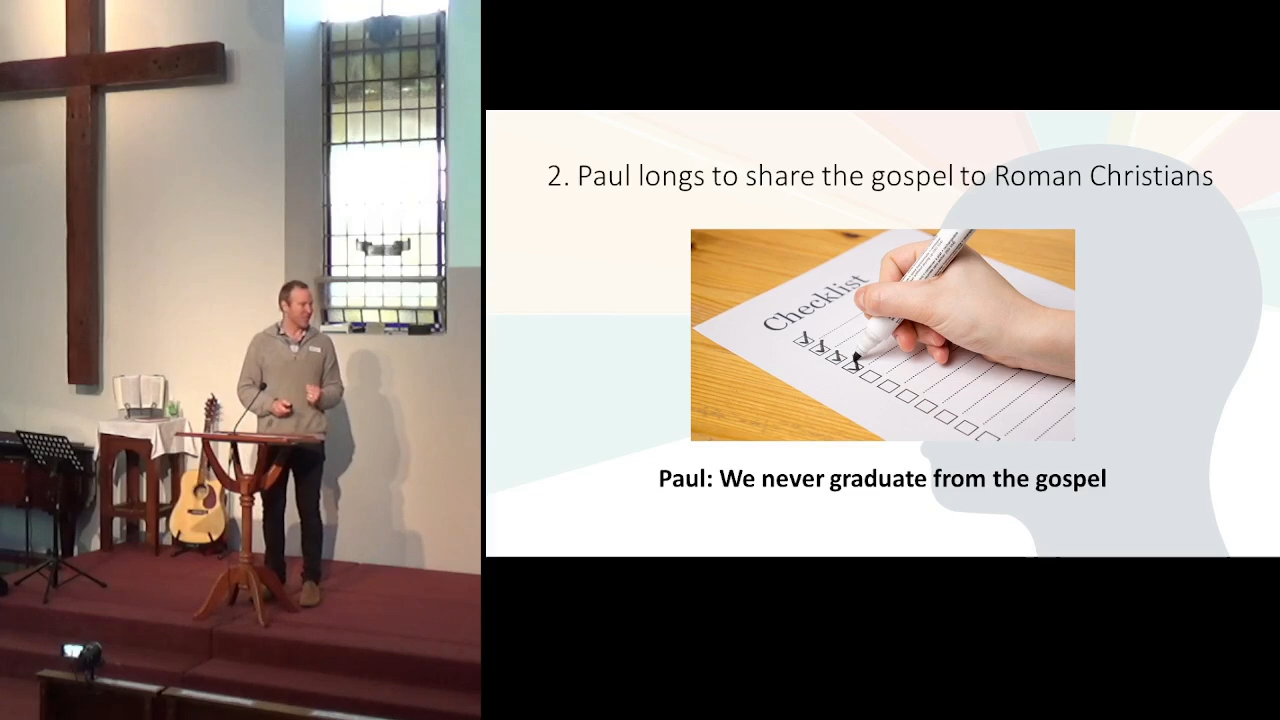 2. Paul longs to share the gospel to Roman Christians
Checklist
Paul: We never graduate from the gospel